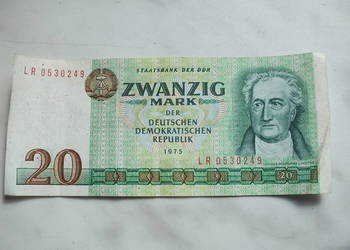 STAATSBANK DER DDR
LR 0530249
ZWANZIG
MARK
DER
DEUTSCHEN
DEMOKRATISCHEN
REPUBLIK
1975
LR 0530249
20
20